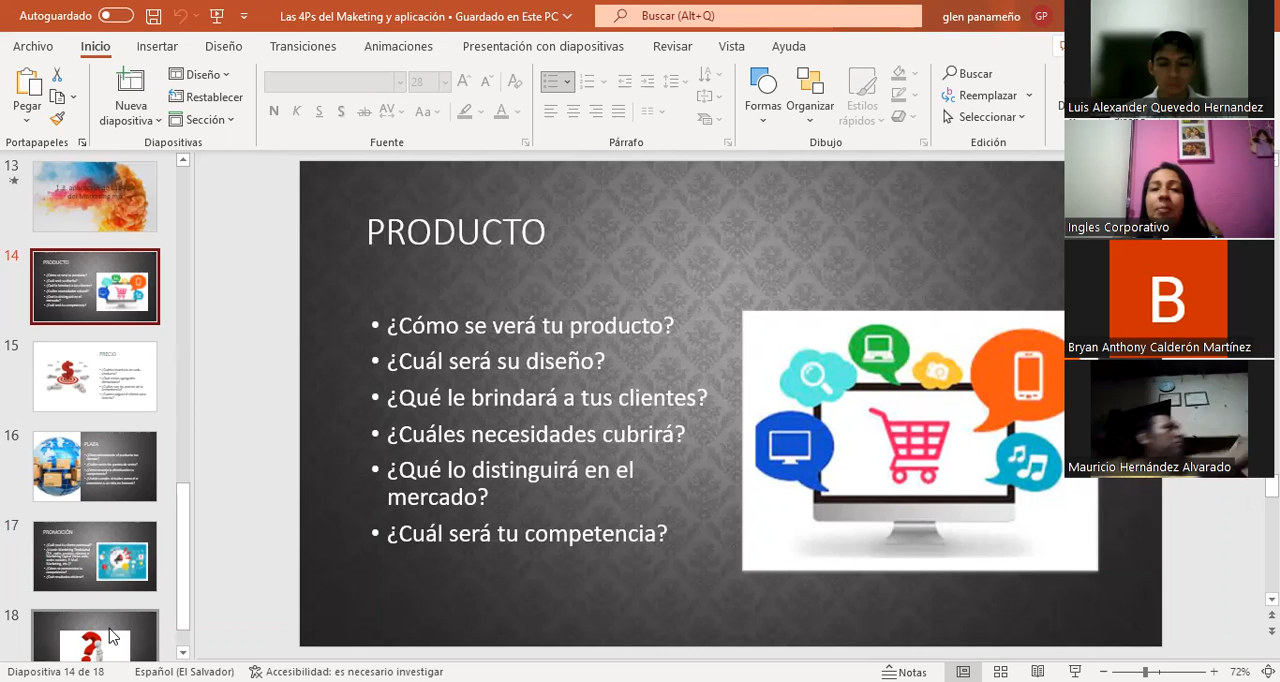 Autoguardado
Las 4Ps del Maketing y aplicación • Guardado en Este PC
Buscar (Alt+Q)
glen panameño
GP
Archivo
Inicio
Insertar
Diseño
Transiciones
Animaciones
Presentación con diapositivas
Revisar
Vista
Ayuda
Pegar
Nueva
diapositiva
Diseño
Restablecer
Sección
28
N K S S ab AV Aa A
Formas
Organizar
Estilos
rápidos
Buscar
Reemplazar
Seleccionar
Portapapeles
Diapositivas
Fuente
Párrafo
Dibujo
Edición
13
14
PRODUCTO
15
PRECIO
16
PLAZA
17
PROMOCIÓN
18
PRODUCTO
• ¿Cómo se verá tu producto?
• ¿Cuál será su diseño?
• ¿Qué le brindará a tus clientes?
• ¿Cuáles necesidades cubrirá?
• ¿Qué lo distinguirá en el
mercado?
• ¿Cuál será tu competencia?
Luis Alexander Quevedo Hernandez
Ingles Corporativo
B
Bryan Anthony Calderón Martínez
Mauricio Hernández Alvarado
Diapositiva 14 de 18
Español (El Salvador)
Accesibilidad: es necesario investigar
Notas
72%